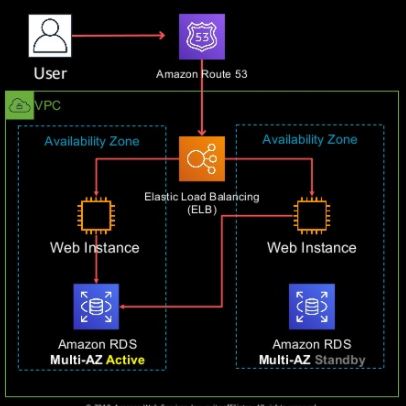 53
User
Amazon Route 53
VPC
Availability Zone
Availability Zone
Elastic Load Balancing
(ELB)
Web Instance
Web Instance
Amazon RDS
Multi-AZ Active
Amazon RDS
Multi-AZ Standby